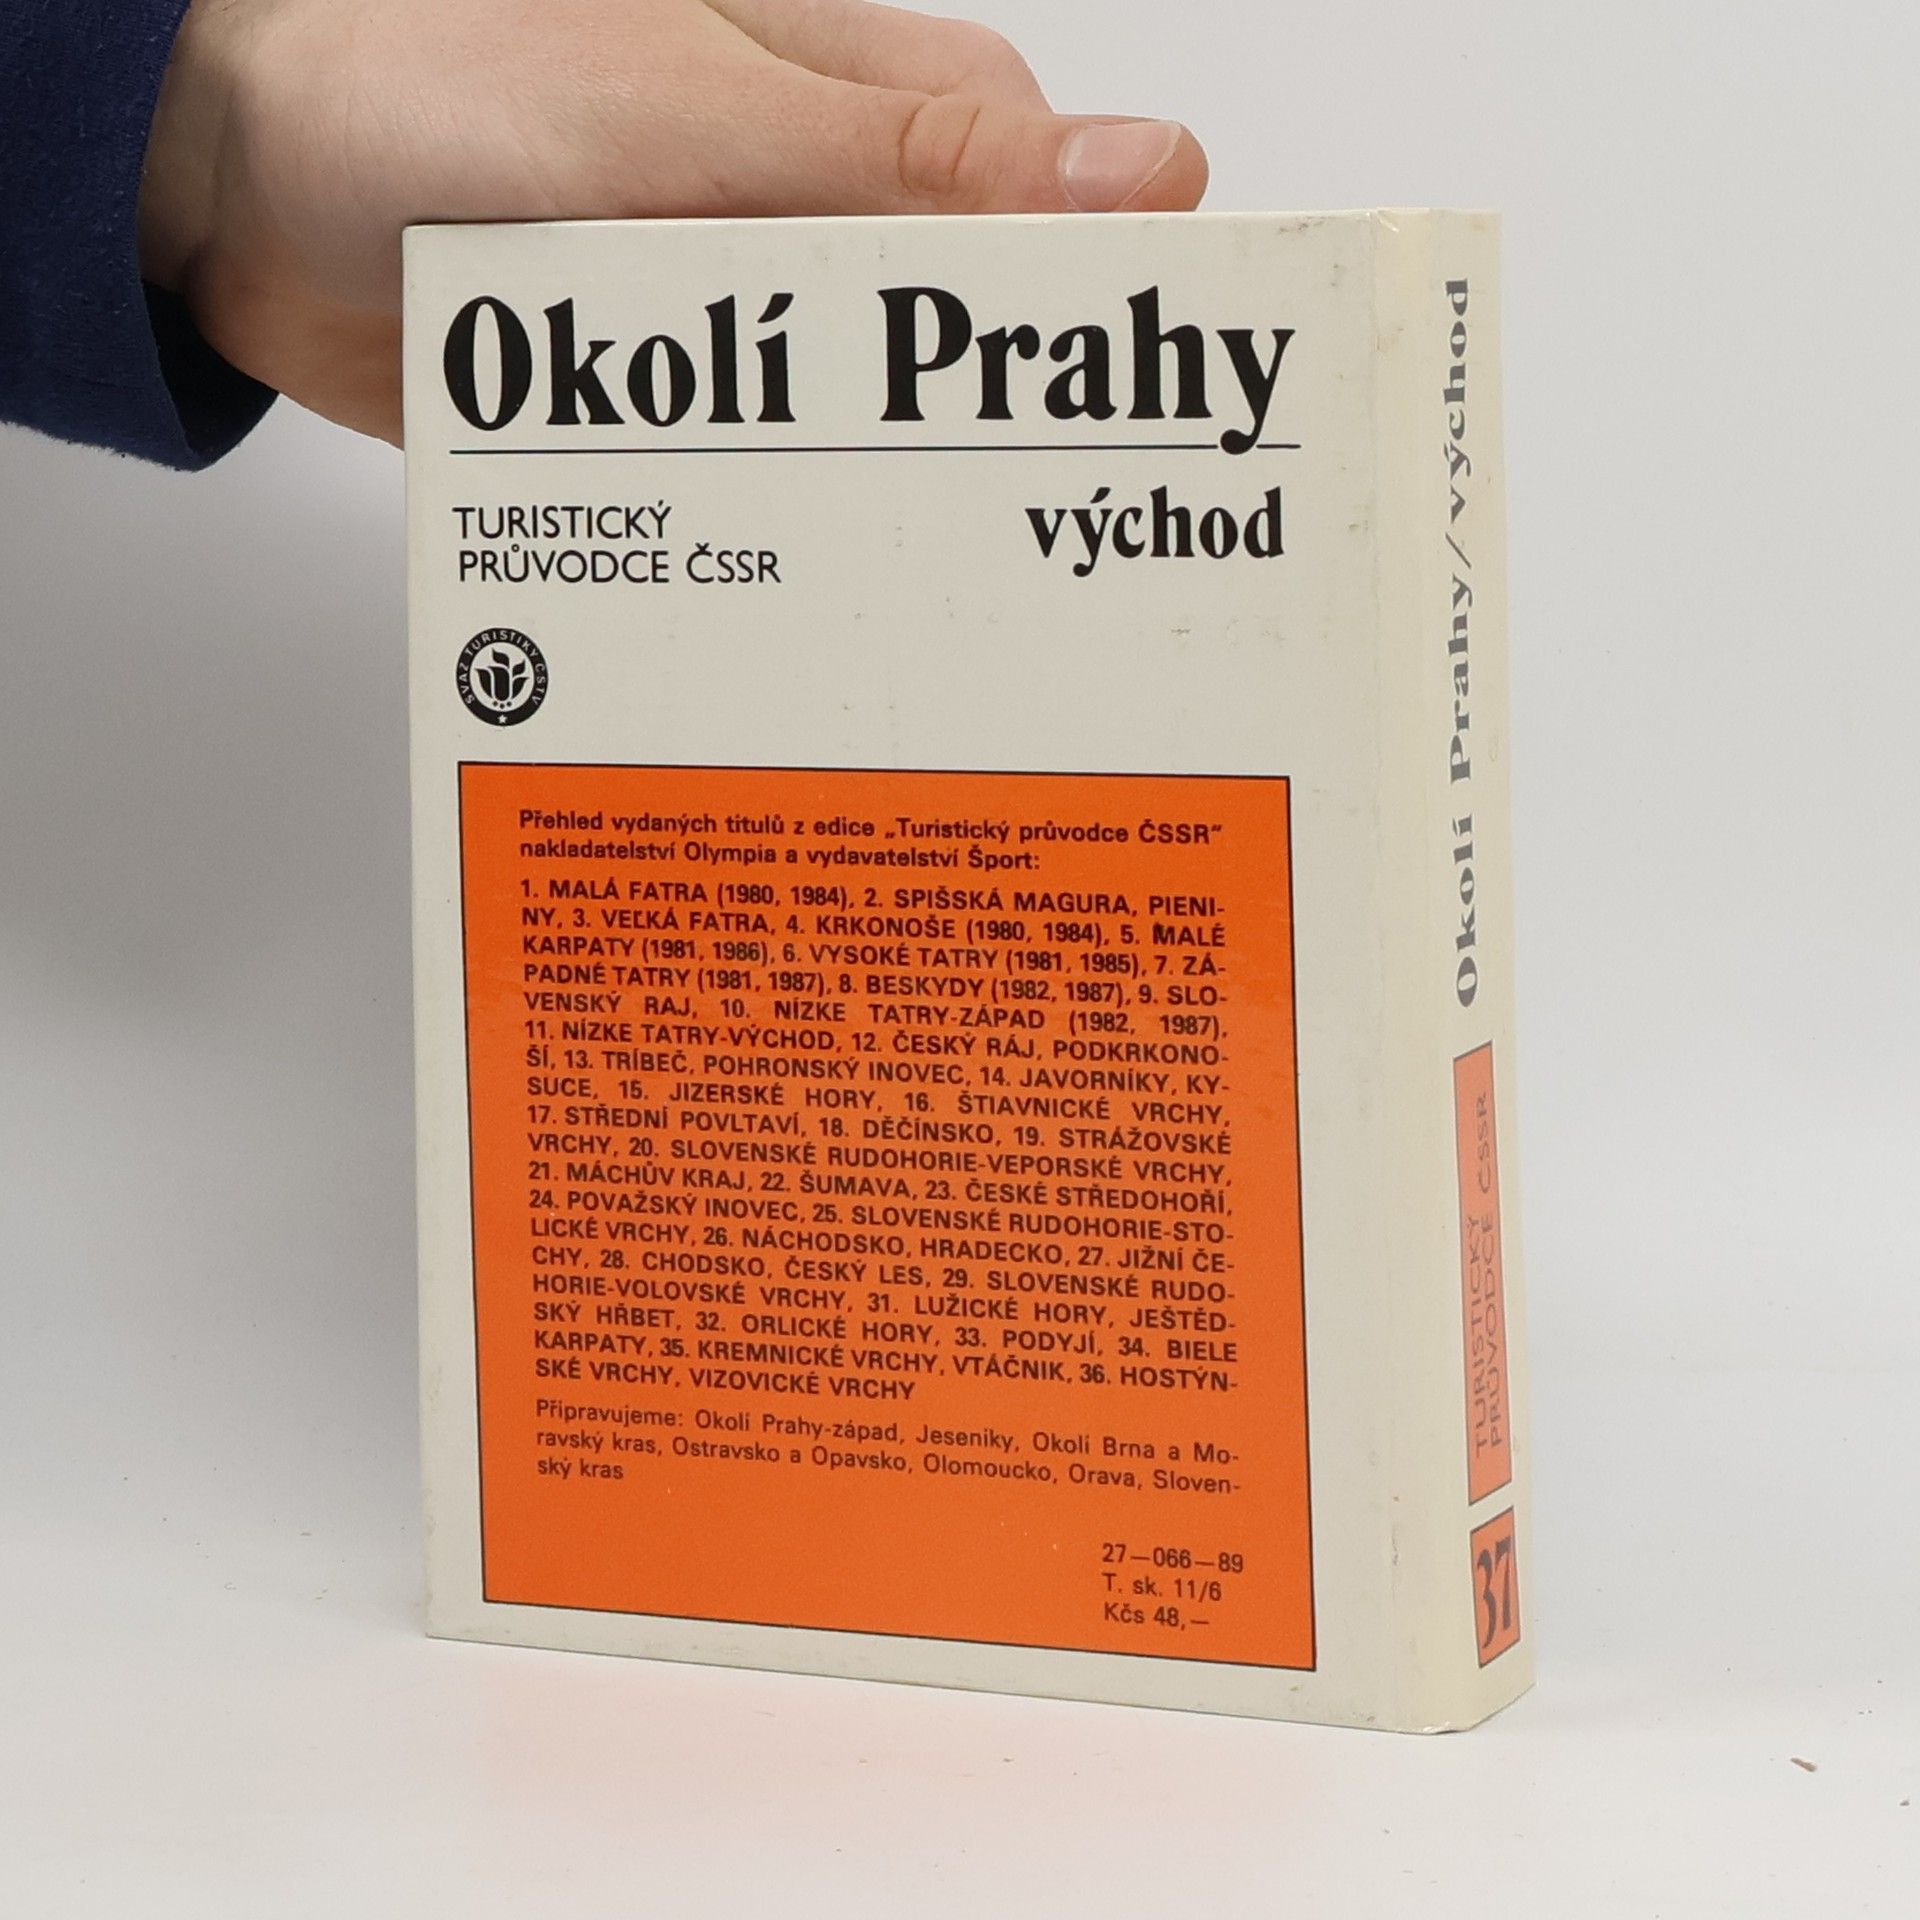 Okolí Prahy
východ
TURISTICKÝ
PRŮVODCE ČSSR
SVAZ TURISTIKY ČSTV
Přehled vydaných titulů z edice „Turistický průvodce ČSSR"
nakladatelství Olympia a vydavatelství Šport:
1. MALÁ FATRA (1980, 1984), 2. SPIŠSKÁ MAGURA, PIENI-
NY, 3. VEĽKÁ FATRA, 4. KRKONOŠE (1980, 1984), 5. MALÉ
KARPATY (1981, 1986), 6. VYSOKÉ TATRY (1981, 1985), 7. ZÁ-
PADNÉ TATRY (1981, 1987), 8. BESKYDY (1982, 1987), 9. SLO-
VENSKÝ RAJ, 10. NÍZKE TATRY-ZÁPAD (1982, 1987),
11. NÍZKE TATRY-VÝCHOD, 12. ČESKÝ RÁJ, PODKRKONO-
ŠÍ, 13. TRÍBEČ, POHRONSKÝ INOVEC, 14. JAVORNÍKY, KY-
SUCE, 15. JIZERSKÉ HORY, 16. ŠTIAVNICKÉ VRCHY,
17. STŘEDNÍ POVLTAVÍ, 18. DĚČÍNSKO, 19. STRÁŽOVSKÉ
VRCHY, 20. SLOVENSKÉ RUDOHORIE-VEPORSKÉ VRCHY,
21. MÁCHŮV KRAJ, 22. ŠUMAVA, 23. ČESKÉ STŘEDOHOŘÍ,
24. POVAŽSKÝ INOVEC, 25. SLOVENSKÉ RUDOHORIE-STO-
LICKÉ VRCHY, 26. NÁCHODSKO, HRADECKO, 27. JIŽNÍ ČE-
CHY, 28. CHODSKO, ČESKÝ LES, 29. SLOVENSKÉ RUDO-
HORIE-VOLOVSKÉ VRCHY, 31. LUŽICKÉ HORY, JEŠTĚD-
SKÝ HŘBET, 32. ORLICKÉ HORY, 33. PODYJÍ, 34. BIELE
KARPATY, 35. KREMNICKÉ VRCHY, VTÁČNIK, 36. HOSTÝN-
SKÉ VRCHY, VIZOVICKÉ VRCHY
Připravujeme: Okolí Prahy-západ, Jeseníky, Okolí Brna a Mo-
ravský kras, Ostravsko a Opavsko, Olomoucko, Orava, Sloven-
ský kras
27—066—89
T. sk. 11/6
Kčs 48,—
Okolí Prahy/východ
TURISTICKÝ
PRŮVODCE ČSSR
37